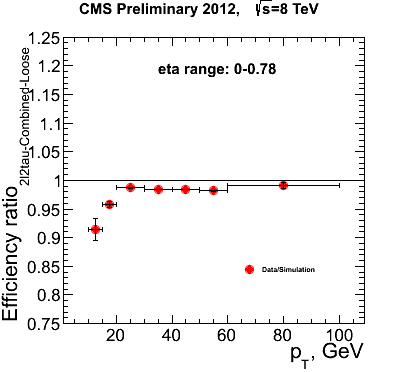 CMS Preliminary 2012, √s=8 TeV
eta range: 0-0.78
Efficiency ratio 2l2tau-Combined-Loose
1.25
1.2
1.15
1.1
1.05
1
0.95
0.9
0.85
0.8
0.75
Data/Simulation
20 40 60 80 100
p_T, GeV